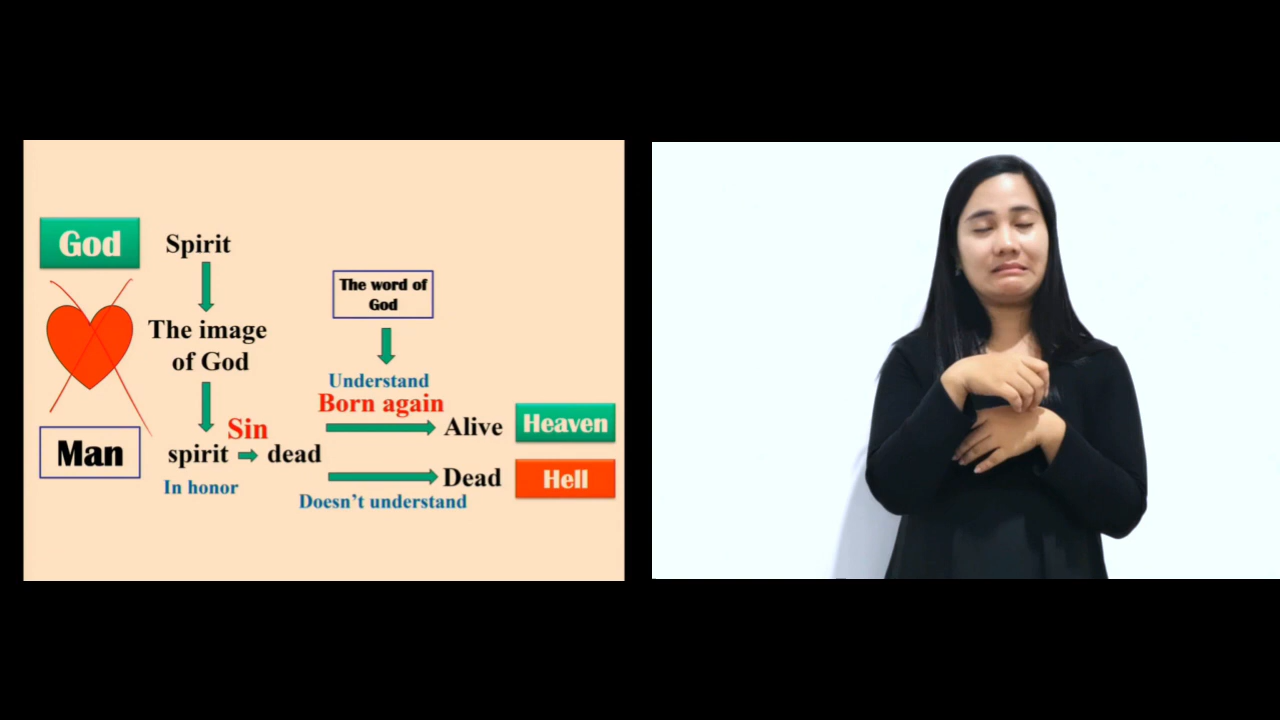 God
Spirit
The word of
God
The image
of God
Understand
Born again
Sin
Alive
Heaven
Man
spirit
dead
Dead
Hell
In honor
Doesn't understand